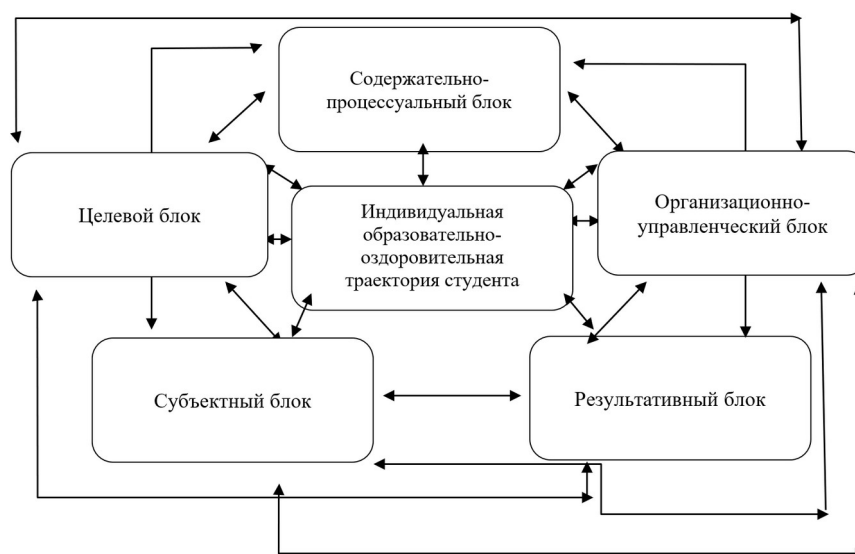 Содержательно-
процессуальный блок
Целевой блок
Индивидуальная
образовательно-
оздоровительная
траектория студента
Организационно-
управленческий блок
Субъектный блок
Результативный блок